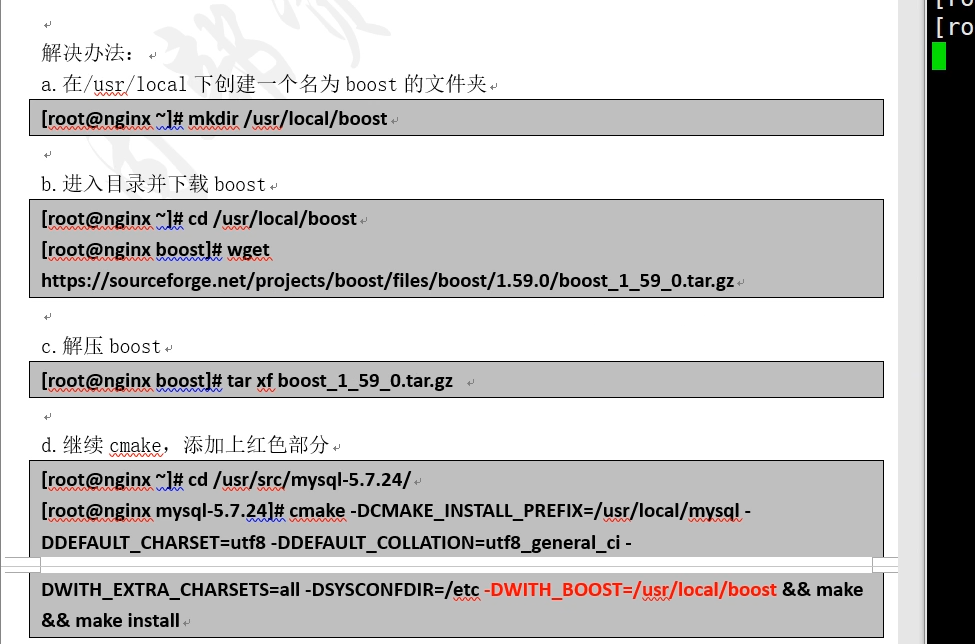 解决办法：
a.在/usr/local 下创建一个名为 boost 的文件夹
[root@nginx ~]# mkdir /usr/local/boost
b.进入目录并下载 boost
[root@nginx ~]# cd /usr/local/boost
[root@nginx boost]# wget
https://sourceforge.net/projects/boost/files/boost/1.59.0/boost_1_59_0.tar.gz
c.解压 boost
[root@nginx boost]# tar xf boost_1_59_0.tar.gz
d.继续 cmake，添加上红色部分
[root@nginx ~]# cd /usr/src/mysql-5.7.24/
[root@nginx mysql-5.7.24]# cmake -DCMAKE_INSTALL_PREFIX=/usr/local/mysql -
DDEFAULT_CHARSET=utf8 -DDEFAULT_COLLATION=utf8_general_ci -
DWITH_EXTRA_CHARSETS=all -DSYSCONFDIR=/etc -DWITH_BOOST=/usr/local/boost && make
&& make install
[ro